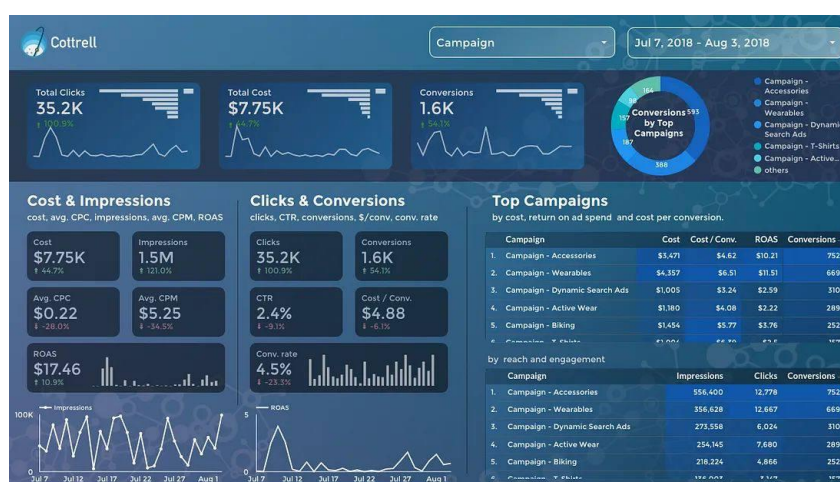 Cottrell
Campaign
Jul 7, 2018 - Aug 3, 2018
Total Clicks
35.2K
100.9%
Total Cost
$7.75K
44.7%
Conversions
1.6K
54.1%
Conversions
by Top
Campaigns
593
388
187
157
98
164
Campaign -
Accessories
Campaign -
Wearables
Campaign - Dynamic
Search Ads
Campaign - T-Shirts
Campaign - Active...
others
Cost & Impressions
cost, avg. CPC, impressions, avg. CPM, ROAS
Cost
$7.75K
44.7%
Impressions
1.5M
121.0%
Avg. CPC
$0.22
-28.0%
Avg. CPM
$5.25
-34.5%
ROAS
$17.46
10.9%
Impressions
100K
0
Jul 7 Jul 12 Jul 17 Jul 22 Jul 27 Aug 1
Clicks & Conversions
clicks, CTR, conversions, $/conv, conv. rate
Clicks
35.2K
100.9%
Conversions
1.6K
54.1%
CTR
2.4%
-9.1%
Cost / Conv.
$4.88
-6.1%
Conv. rate
4.5%
-23.3%
ROAS
5
0
Jul 7 Jul 12 Jul 17 Jul 22 Jul 27 Aug 1
Top Campaigns
by cost, return on ad spend and cost per conversion.
Campaign Cost Cost / Conv. ROAS Conversions
1. Campaign - Accessories $3,471 $4.62 $10.21 752
2. Campaign - Wearables $4,357 $6.51 $11.51 669
3. Campaign - Dynamic Search Ads $1,005 $3.24 $2.59 310
4. Campaign - Active Wear $1,180 $4.08 $2.22 289
5. Campaign - Biking $1,454 $5.77 $3.76 252
by reach and engagement
Campaign Impressions Clicks Conversions
1. Campaign - Accessories 556,400 12,778 752
2. Campaign - Wearables 356,628 12,667 669
3. Campaign - Dynamic Search Ads 273,558 6,024 310
4. Campaign - Active Wear 254,145 7,680 289
5. Campaign - Biking 218,224 4,866 252